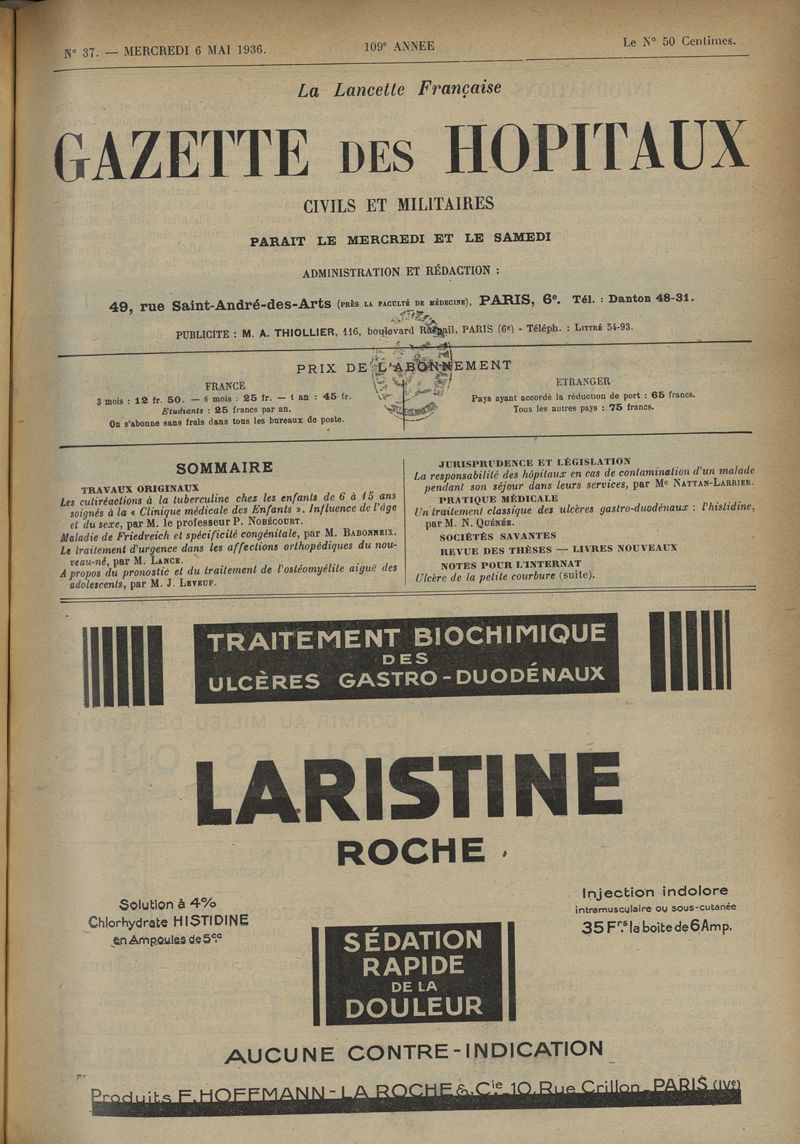 N° 37. — MERCREDI 6 MAI 1936.
109e ANNEE
Le N° 50 Centimes.
La Lancette Française
GAZETTE DES HOPITAUX
CIVILS ET MILITAIRES
PARAIT LE MERCREDI ET LE SAMEDI
ADMINISTRATION ET RÉDACTION :
49, rue Saint-André-des-Arts (PRÈS LA FACULTÉ DE MÉDECINE), PARIS, 6e. Tél. : Danton 48-31.
PUBLICITE : M. A. THIOLLIER, 116, boulevard Raspail, PARIS (6e) - Téléph. : LITTRÉ 54-93.
PRIX DE L'ABONNEMENT
FRANCE
3 mois : 12 fr. 50. — 6 mois : 25 fr. — 1 an : 45 fr.
Etudiants : 25 francs par an.
On s'abonne sans frais dans tous les bureaux de poste.
ETRANGER
Pays ayant accordé la réduction de port : 65 francs.
Tous les autres pays : 75 francs.
SOMMAIRE
TRAVAUX ORIGINAUX
Les cutiréactions à la tuberculine chez les enfants de 6 à 15 ans
soignés à la « Clinique médicale des Enfants ». Influence de l'âge
et du sexe, par M. le professeur P. NOBÉCOURT.
Maladie de Friedreich et spécificité congénitale, par M. BABONNEIX.
Le traitement d'urgence dans les affections orthopédiques du nou-
veau-né, par M. LANCE.
A propos du pronostic et du traitement de l'ostéomyélite aiguë des
adolescents, par M. J. LEVEUF.
JURISPRUDENCE ET LÉGISLATION
La responsabilité des hôpitaux en cas de contamination d'un malade
pendant son séjour dans leurs services, par Me NATTAN-LARRIER.
PRATIQUE MÉDICALE
Un traitement classique des ulcères gastro-duodénaux : l'histidine,
par M. N. QUÉNÉE.
SOCIÉTÉS SAVANTES
REVUE DES THÈSES — LIVRES NOUVEAUX
NOTES POUR L'INTERNAT
Ulcère de la petite courbure (suite).
TRAITEMENT BIOCHIMIQUE
DES
ULCÈRES GASTRO-DUODÉNAUX
LARISTINE
ROCHE
Solution à 4%
Chlorhydrate HISTIDINE
en Ampoules de 5cc
Injection indolore
intramusculaire ou sous-cutanée
35 Frs. la boite de 6 Amp.
SÉDATION
RAPIDE
DE LA
DOULEUR
AUCUNE CONTRE-INDICATION
Produits F. HOFFMANN-LA ROCHE & Cie 10, Rue Crillon, PARIS (IVe)